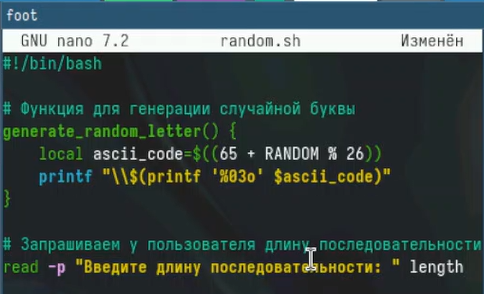 foot
GNU nano 7.2 random.sh Изменён
#!/bin/bash
# Функция для генерации случайной буквы
generate_random_letter() {
    local ascii_code=$((65 + RANDOM % 26))
    printf "\\$(printf '%03o' $ascii_code)"
}
# Запрашиваем у пользователя длину последовательности
read -p "Введите длину последовательности: " length